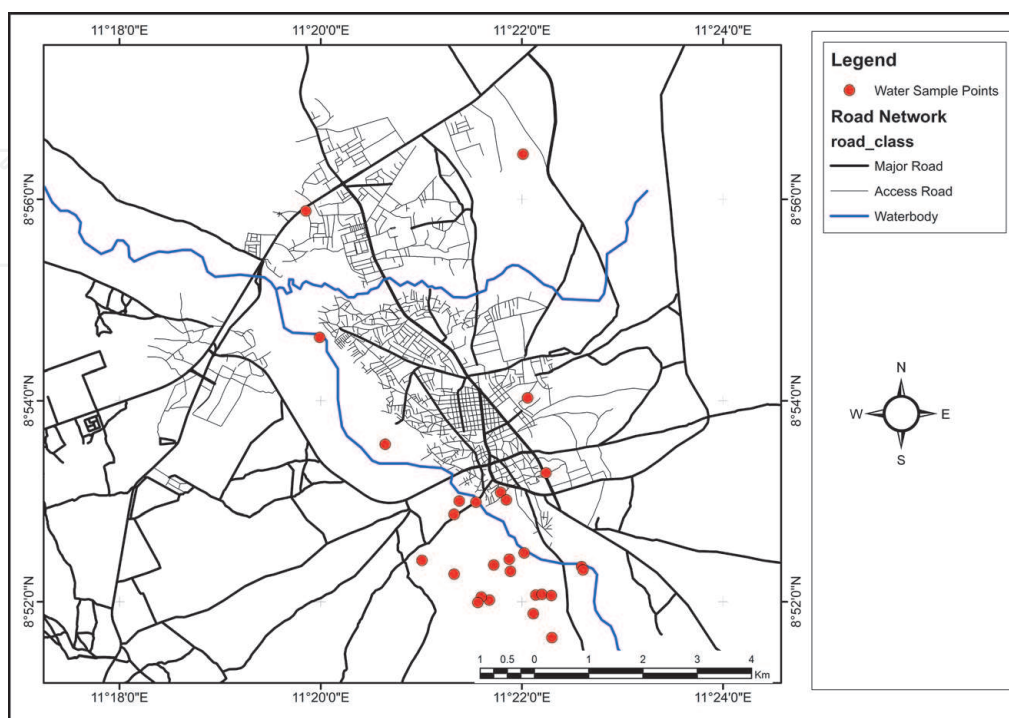 11°18'0"E 11°20'0"E 11°22'0"E 11°24'0"E
8°56'0"N 8°56'0"N
8°54'0"N 8°54'0"N
8°52'0"N 8°52'0"N
1 0.5 0 1 2 3 4
Km
11°18'0"E 11°20'0"E 11°22'0"E 11°24'0"E
Legend
Water Sample Points
Road Network
road_class
Major Road
Access Road
Waterbody
N
W E
S